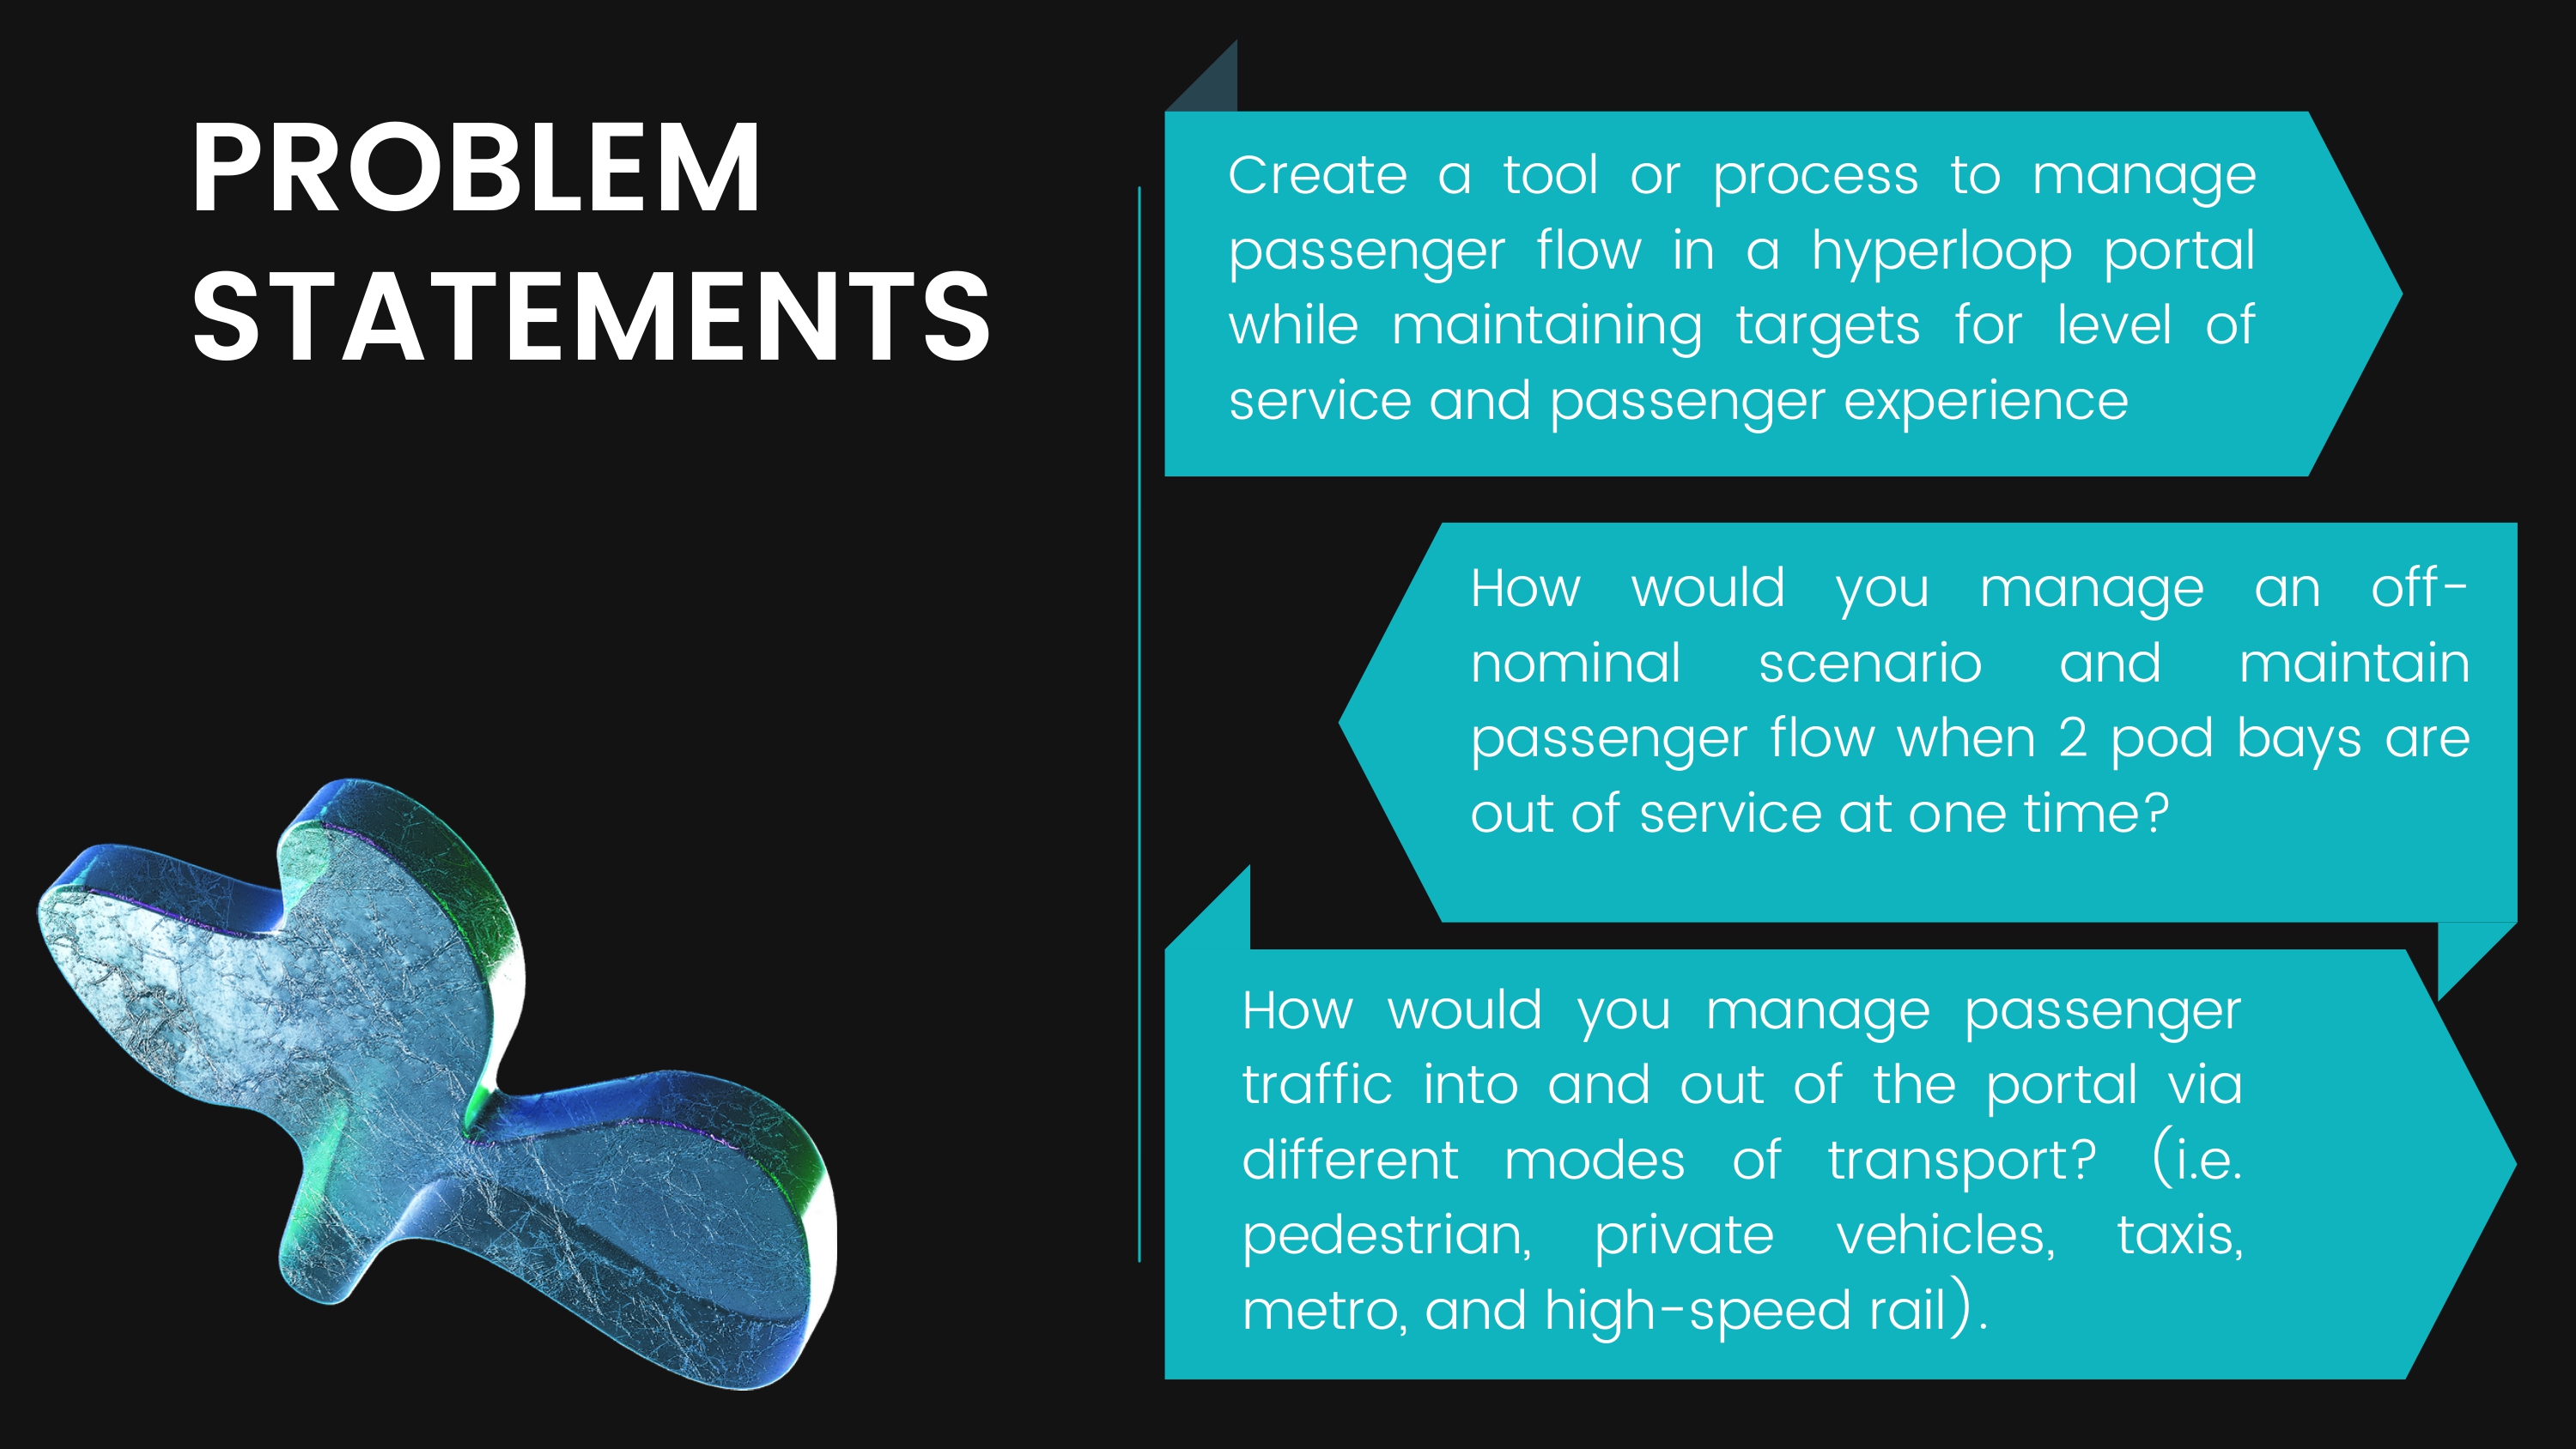 PROBLEM
STATEMENTS
Create a tool or process to manage
passenger flow in a hyperloop portal
while maintaining targets for level of
service and passenger experience
How would you manage an off-
nominal scenario and maintain
passenger flow when 2 pod bays are
out of service at one time?
How would you manage passenger
traffic into and out of the portal via
different modes of transport? (i.e.
pedestrian, private vehicles, taxis,
metro, and high-speed rail).